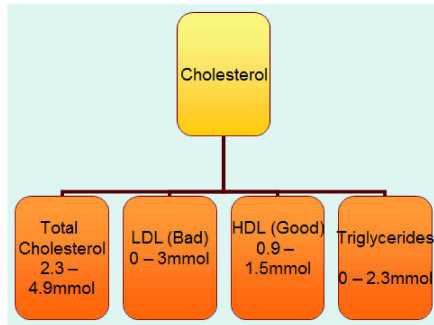 Cholesterol
Total
Cholesterol
2.3 –
4.9mmol
LDL (Bad)
0 – 3mmol
HDL (Good)
0.9 –
1.5mmol
Triglycerides
0 – 2.3mmol